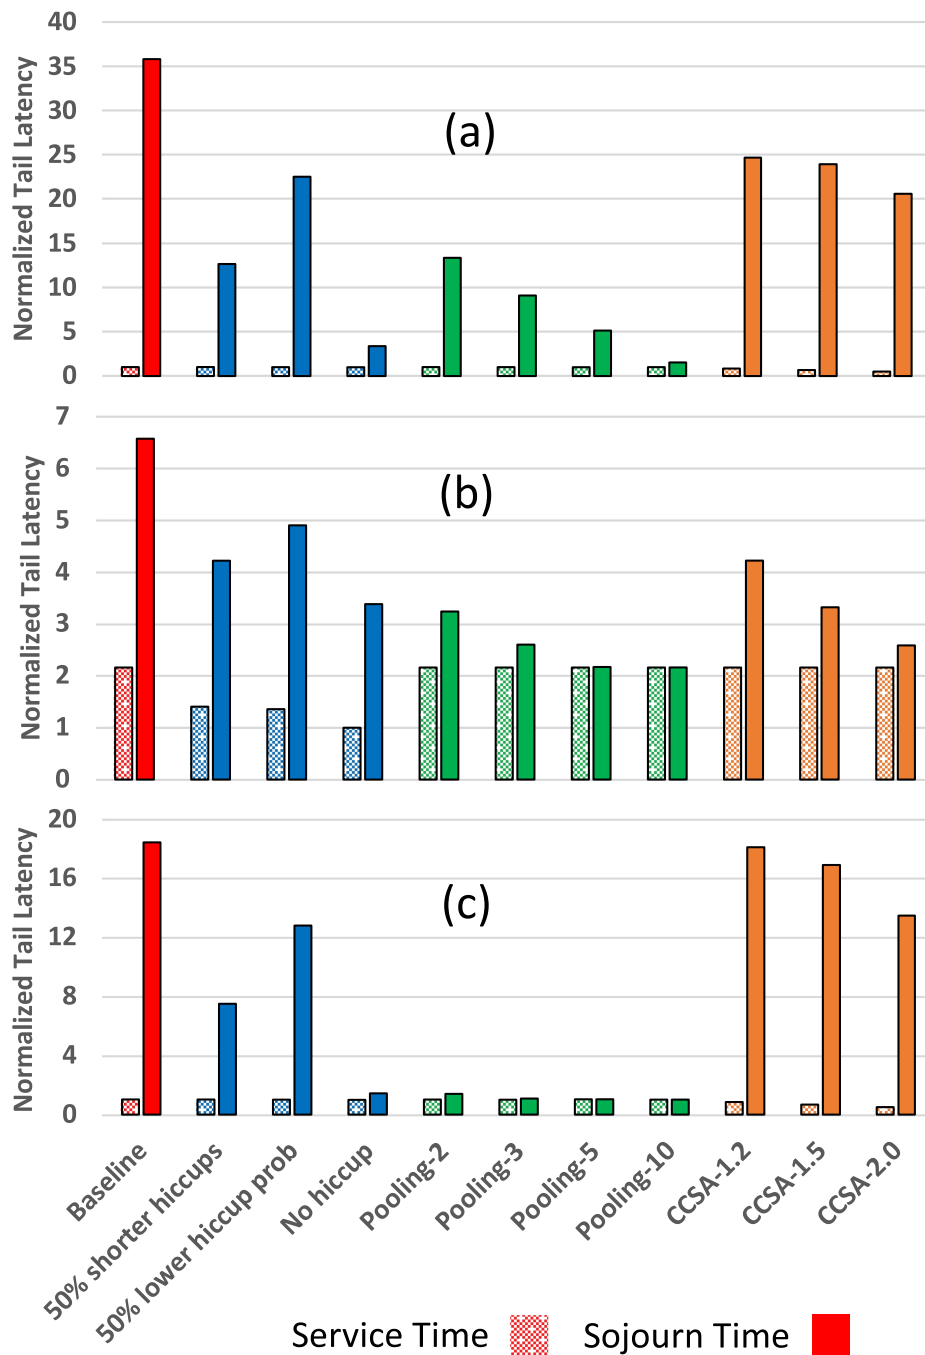 40
35
30
25
20
15
10
5
0
Normalized Tail Latency
(a)
7
6
5
4
3
2
1
0
Normalized Tail Latency
(b)
20
16
12
8
4
0
Normalized Tail Latency
(c)
Baseline
50% shorter hiccups
50% lower hiccup prob
No hiccup
Pooling-2
Pooling-3
Pooling-5
Pooling-10
CCSA-1.2
CCSA-1.5
CCSA-2.0
Service Time Sojourn Time